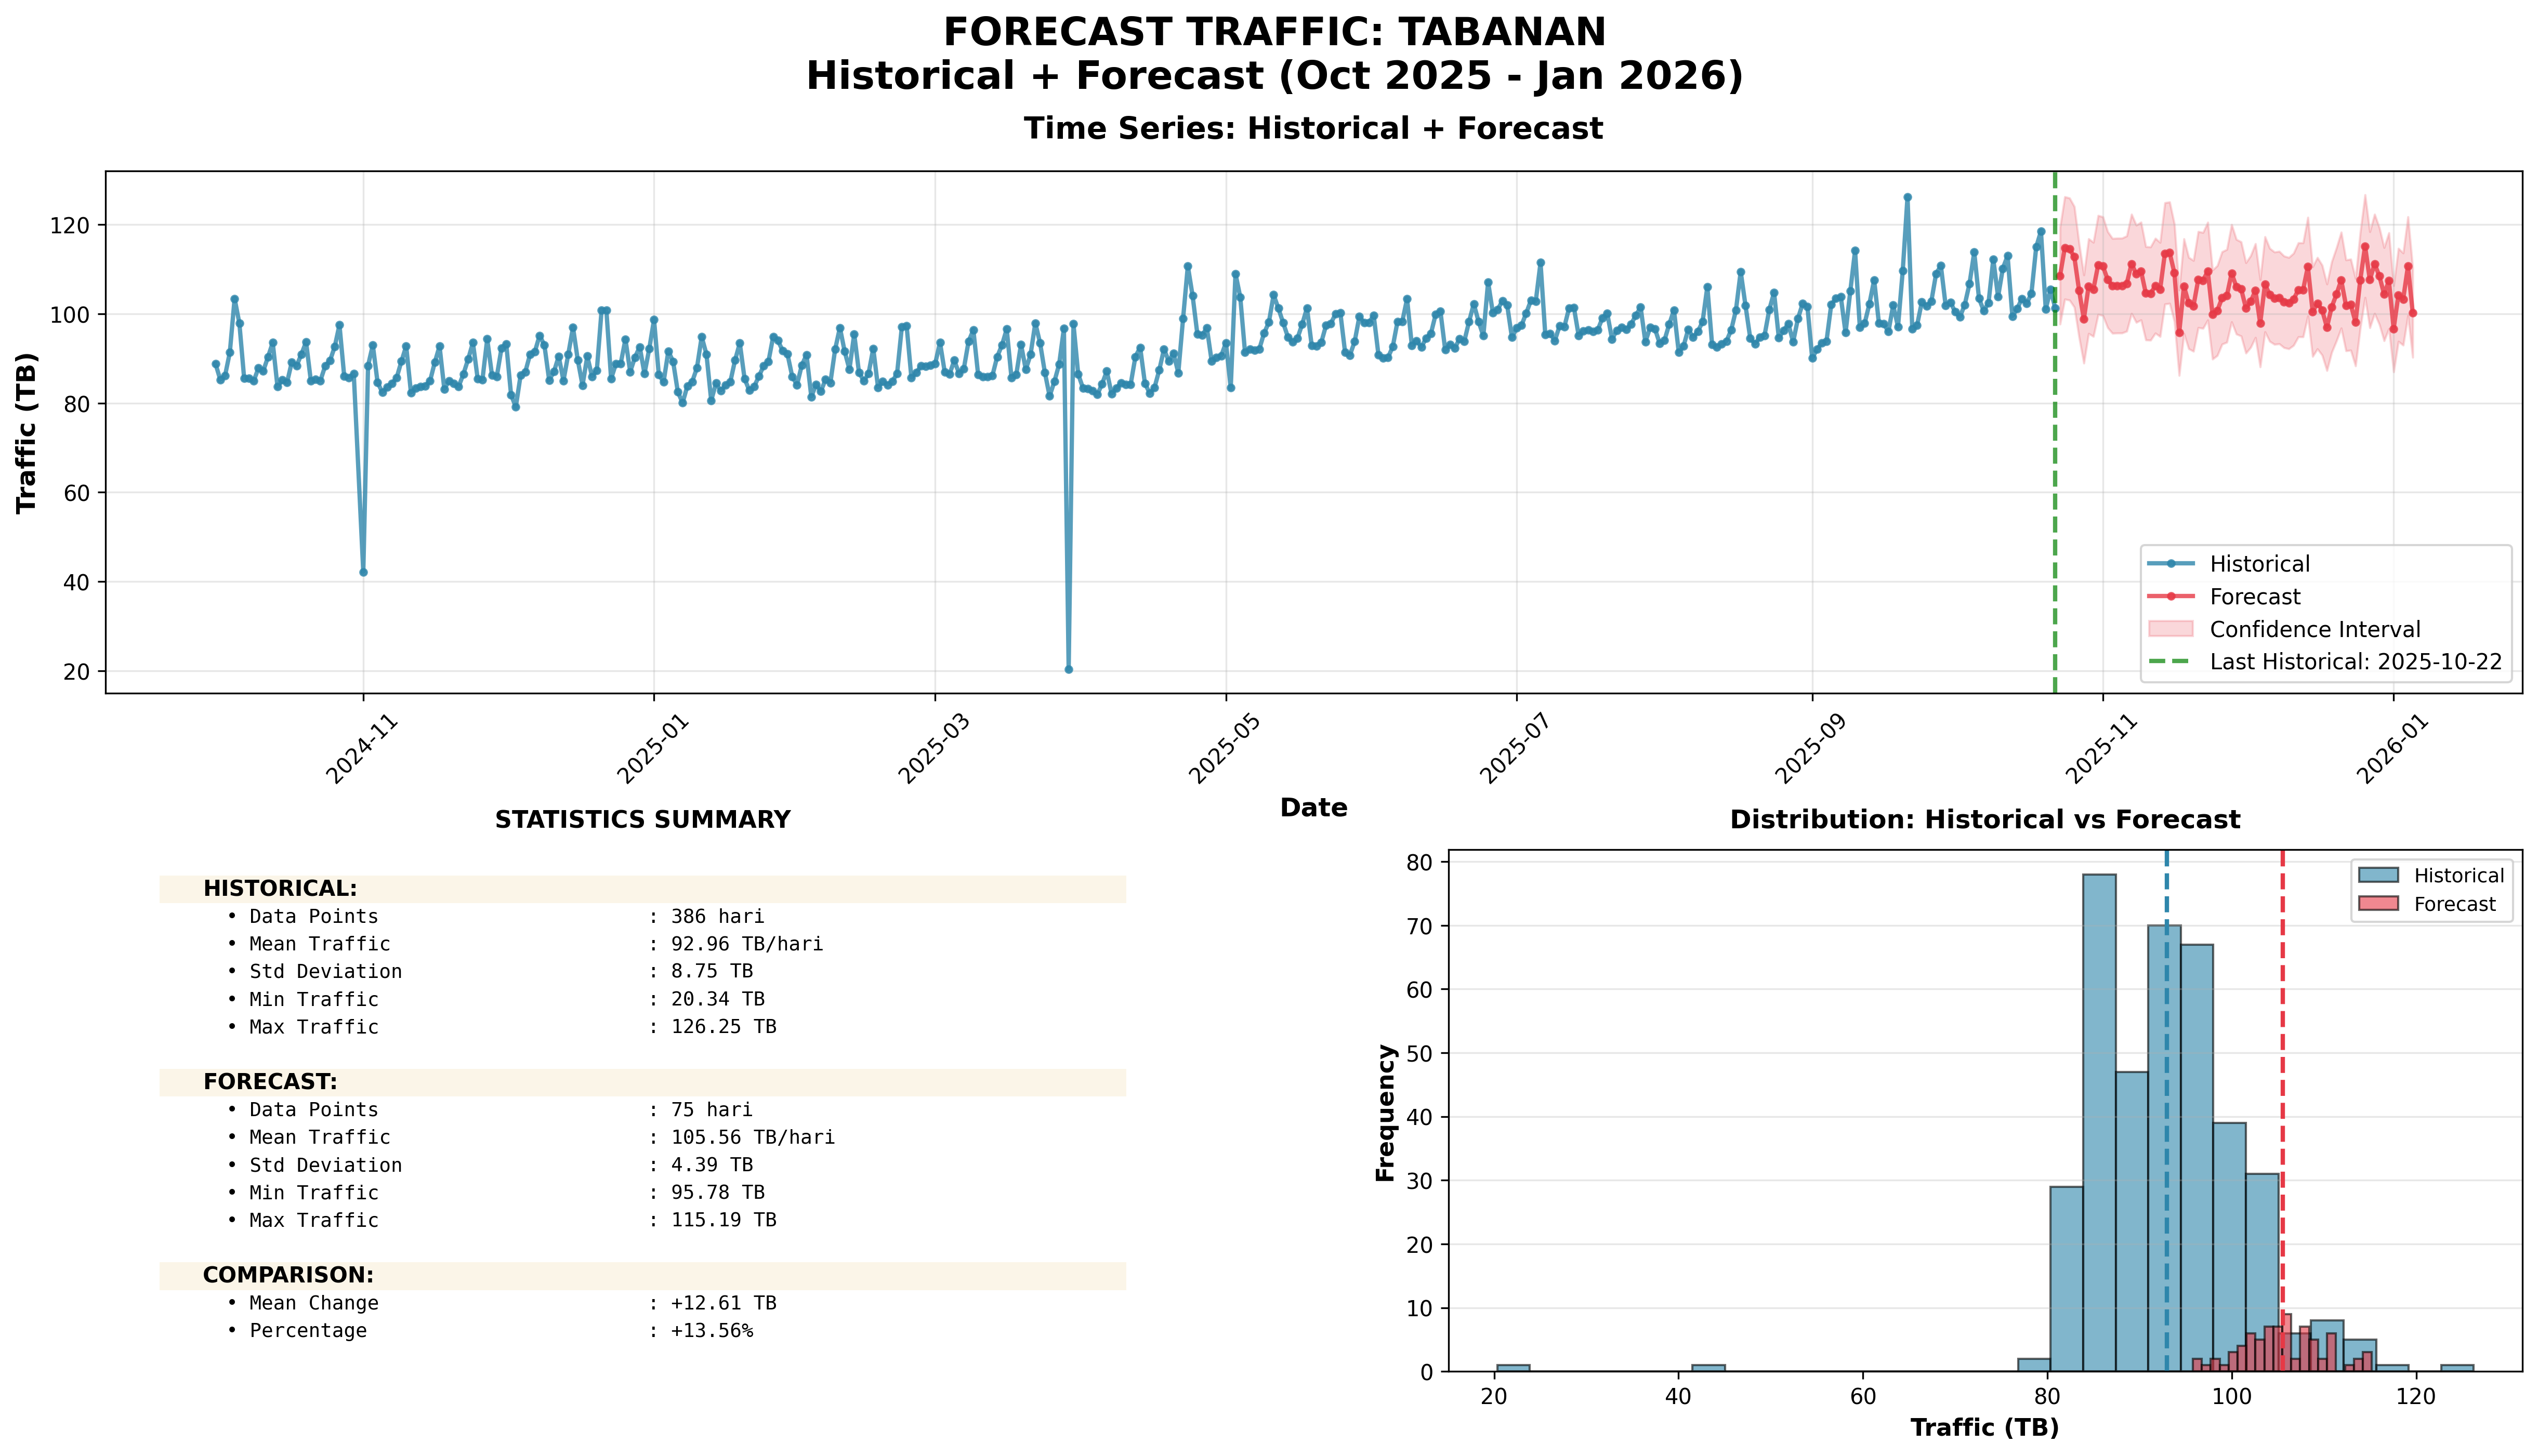 FORECAST TRAFFIC: TABANAN
Historical + Forecast (Oct 2025 - Jan 2026)
Time Series: Historical + Forecast
Traffic (TB)
120
100
80
60
40
20
Historical
Forecast
Confidence Interval
Last Historical: 2025-10-22
2024-11
2025-01
2025-03
2025-05
2025-07
2025-09
2025-11
2026-01
Date
STATISTICS SUMMARY
HISTORICAL:
• Data Points : 386 hari
• Mean Traffic : 92.96 TB/hari
• Std Deviation : 8.75 TB
• Min Traffic : 20.34 TB
• Max Traffic : 126.25 TB
FORECAST:
• Data Points : 75 hari
• Mean Traffic : 105.56 TB/hari
• Std Deviation : 4.39 TB
• Min Traffic : 95.78 TB
• Max Traffic : 115.19 TB
COMPARISON:
• Mean Change : +12.61 TB
• Percentage : +13.56%
Distribution: Historical vs Forecast
Frequency
80
70
60
50
40
30
20
10
0
Historical
Forecast
20
40
60
80
100
120
Traffic (TB)